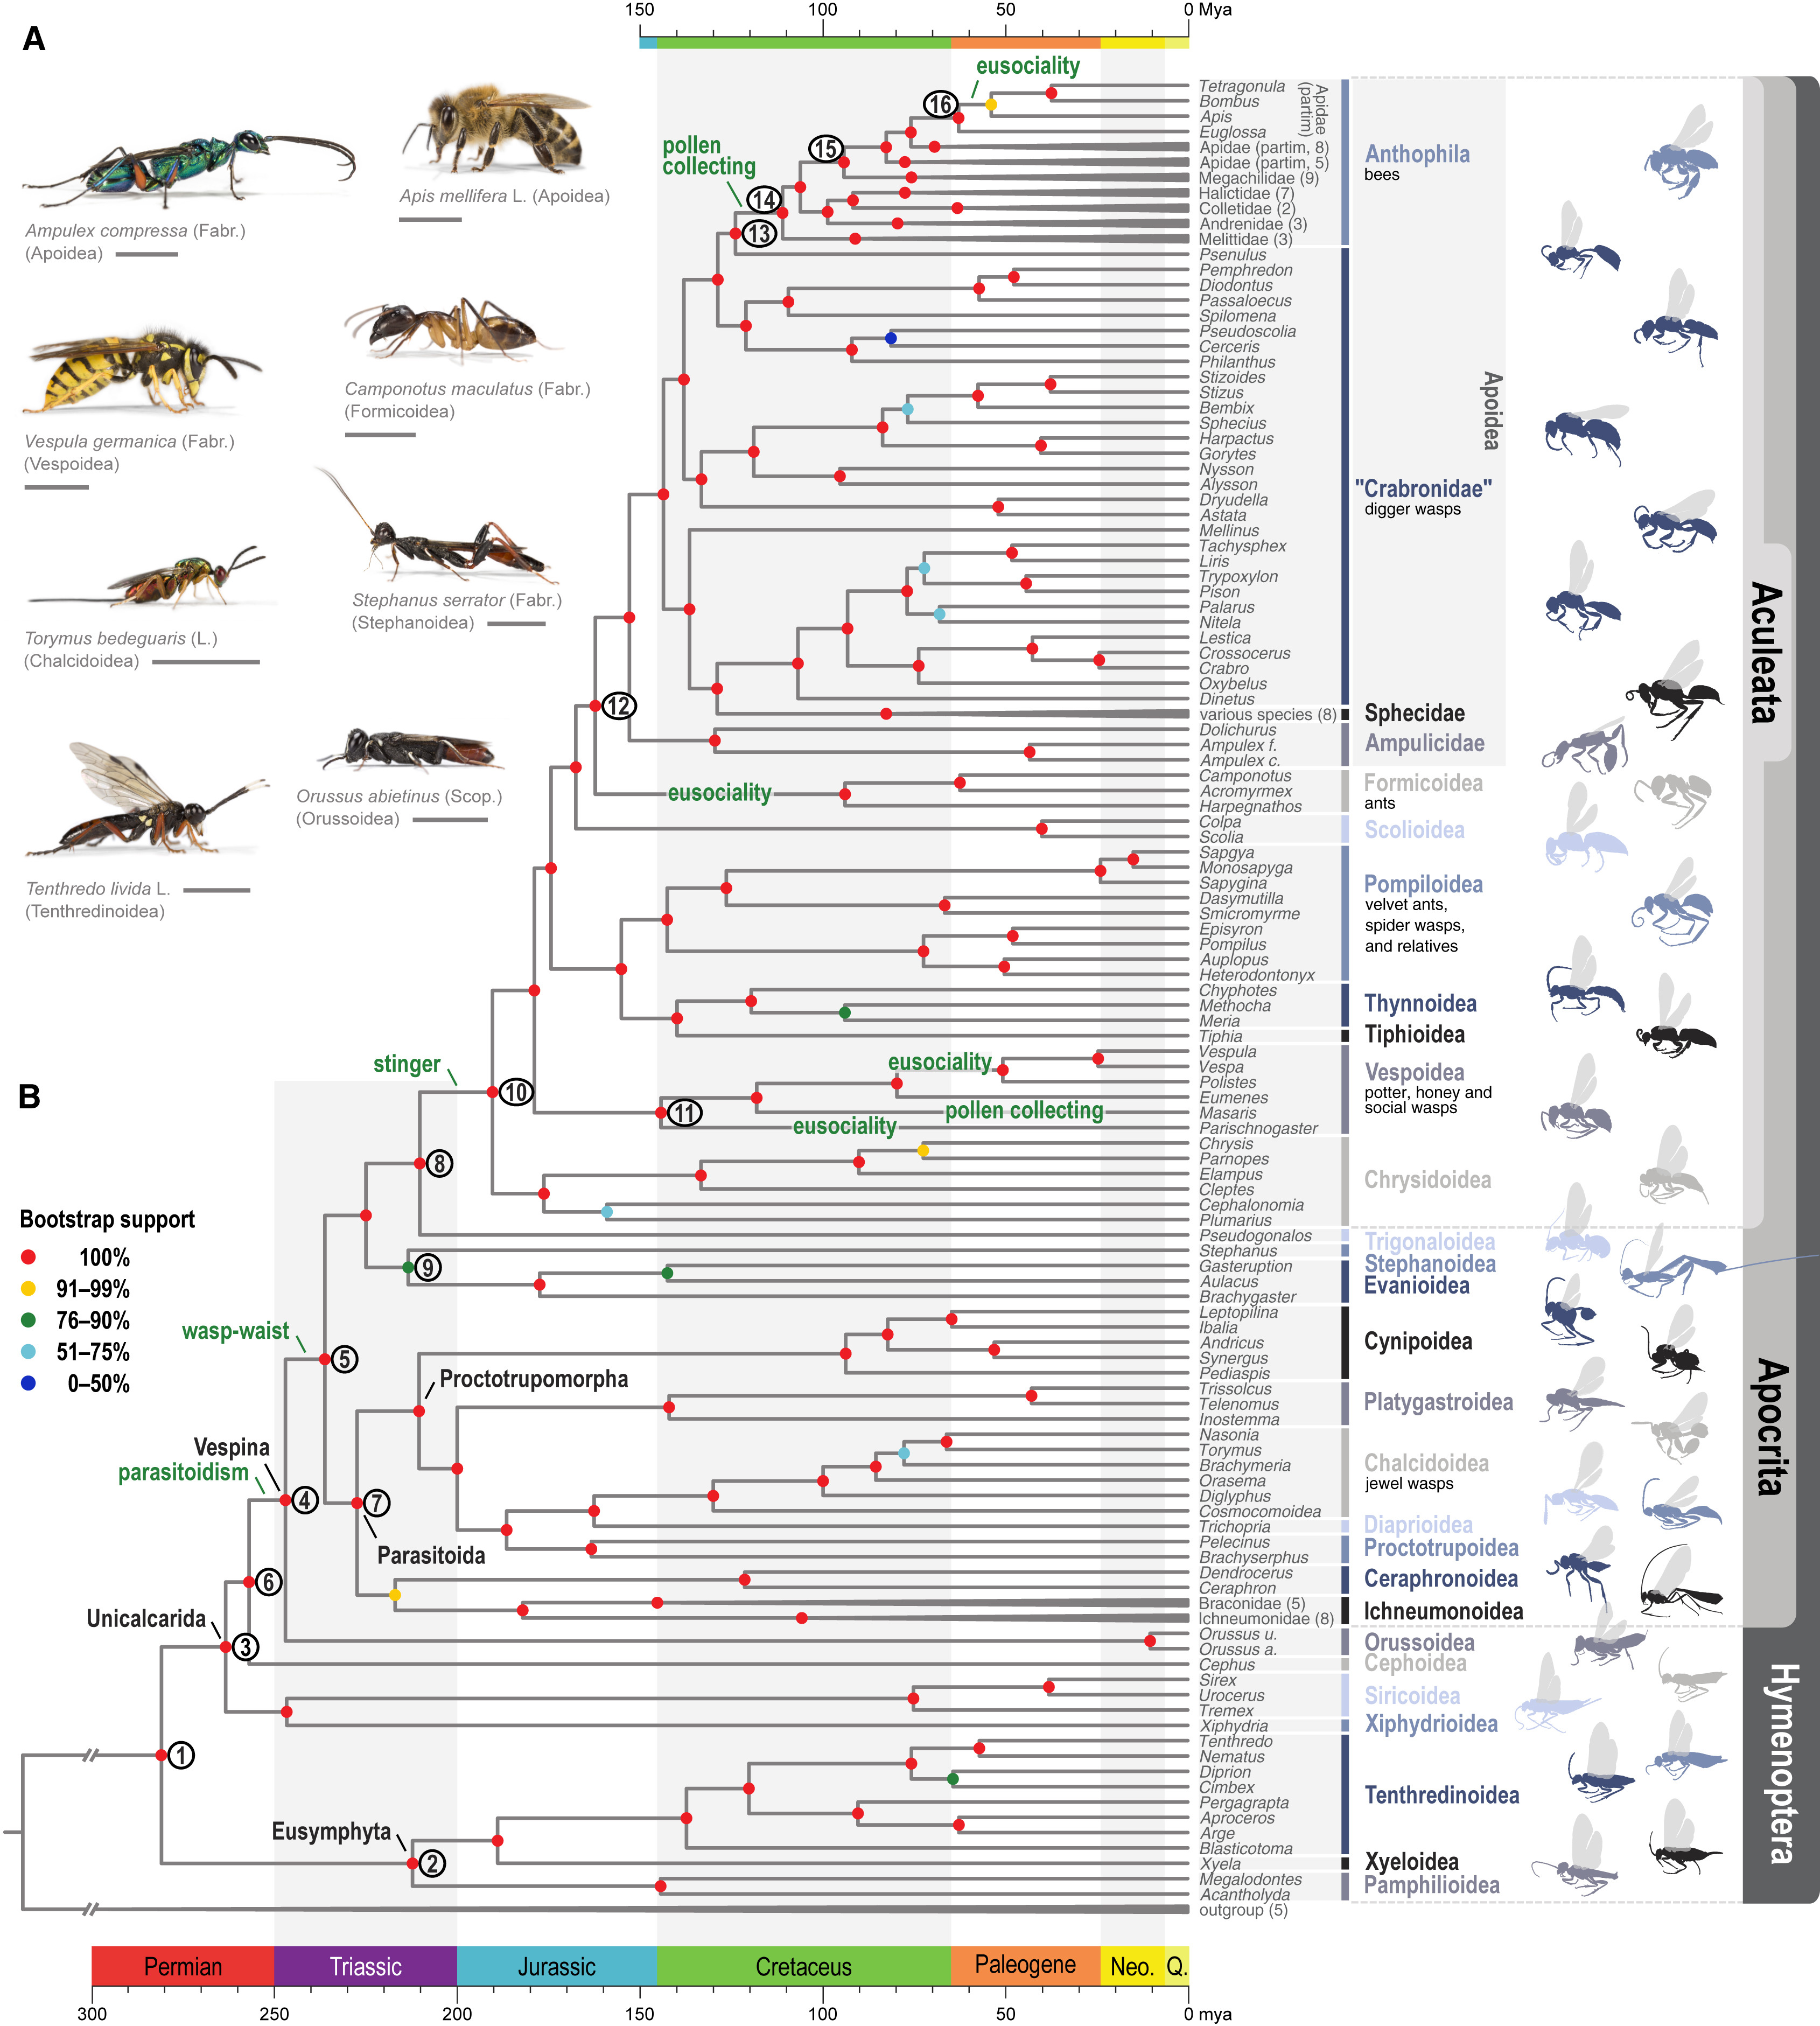 A
150
100
50
0 Mya
Ampulex compressa (Fabr.)
(Apoidea)
Apis mellifera L. (Apoidea)
Vespula germanica (Fabr.)
(Vespoidea)
Camponotus maculatus (Fabr.)
(Formicoidea)
Torymus bedeguaris (L.)
(Chalcidoidea)
Stephanus serrator (Fabr.)
(Stephanoidea)
Tenthredo livida L.
(Tenthredinoidea)
Orussus abietinus (Scop.)
(Orussoidea)
B
Bootstrap support
100%
91–99%
76–90%
51–75%
0–50%
eusociality
pollen
collecting
eusociality
stinger
eusociality
pollen collecting
eusociality
wasp-waist
Proctotrupomorpha
Vespina
parasitoidism
Parasitoida
Unicalcarida
Eusymphyta
16
15
14
13
12
10
11
8
9
5
4
7
6
3
1
2
Tetragonula
Bombus
Apis
Euglossa
Apidae (partim, 8)
Apidae (partim, 5)
Megachilidae (9)
Halictidae (7)
Colletidae (2)
Andrenidae (3)
Melittidae (3)
Psenulus
Pemphredon
Diodontus
Passaloecus
Spilomena
Pseudoscolia
Cerceris
Philanthus
Stizoides
Stizus
Bembix
Sphecius
Harpactus
Gorytes
Nysson
Alysson
Dryudella
Astata
Mellinus
Tachysphex
Liris
Trypoxylon
Pison
Palarus
Nitela
Lestica
Crossocerus
Crabro
Oxybelus
Dinetus
various species (8)
Dolichurus
Ampulex f.
Ampulex c.
Camponotus
Acromyrmex
Harpegnathos
Colpa
Scolia
Sapgya
Monosapyga
Sapygina
Dasymutilla
Smicromyrme
Episyron
Pompilus
Auplopus
Heterodontonyx
Chyphotes
Methocha
Meria
Tiphia
Vespula
Vespa
Polistes
Eumenes
Masaris
Parischnogaster
Chrysis
Parnopes
Elampus
Cleptes
Cephalonomia
Plumarius
Pseudogonalos
Stephanus
Gasteruption
Aulacus
Brachygaster
Leptopilina
Ibalia
Andricus
Synergus
Pediaspis
Trissolcus
Telenomus
Inostemma
Nasonia
Torymus
Brachymeria
Orasema
Diglyphus
Cosmocomoidea
Trichopria
Pelecinus
Brachyserphus
Dendrocerus
Ceraphron
Braconidae (5)
Ichneumonidae (8)
Orussus u.
Orussus a.
Cephus
Sirex
Urocerus
Tremex
Xiphydria
Tenthredo
Nematus
Diprion
Cimbex
Pergagrapta
Aproceros
Arge
Blasticotoma
Xyela
Megalodontes
Acantholyda
outgroup (5)
Apidae
(partim)
Anthophila
bees
Apoidea
"Crabronidae"
digger wasps
Sphecidae
Ampulicidae
Formicoidea
ants
Scolioidea
Pompiloidea
velvet ants,
spider wasps,
and relatives
Thynnoidea
Tiphioidea
Vespoidea
potter, honey and
social wasps
Chrysidoidea
Trigonaloidea
Stephanoidea
Evanioidea
Cynipoidea
Platygastroidea
Chalcidoidea
jewel wasps
Diaprioidea
Proctotrupoidea
Ceraphronoidea
Ichneumonoidea
Orussoidea
Cephoidea
Siricoidea
Xiphydrioidea
Tenthredinoidea
Xyeloidea
Pamphilioidea
Aculeata
Apocrita
Hymenoptera
Permian
Triassic
Jurassic
Cretaceus
Paleogene
Neo.
Q.
300
250
200
150
100
50
0 mya